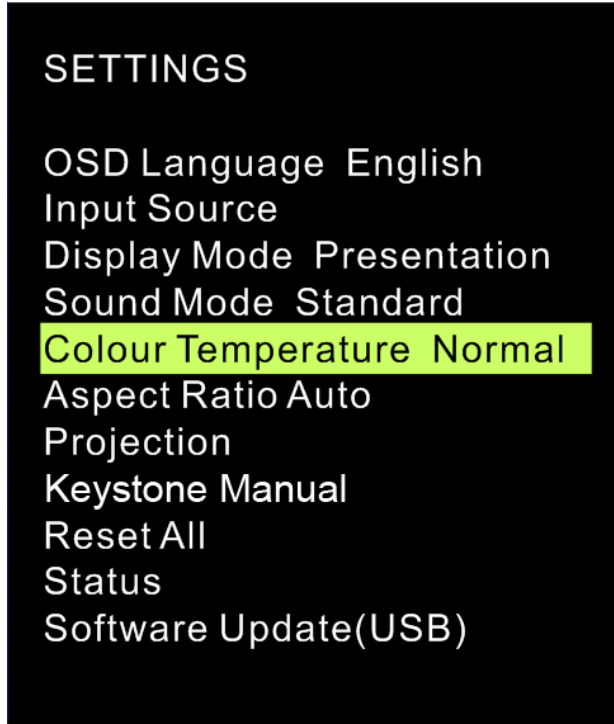 SETTINGS
OSD Language English
Input Source
Display Mode Presentation
Sound Mode Standard
Colour Temperature Normal
Aspect Ratio Auto
Projection
Keystone Manual
Reset All
Status
Software Update(USB)